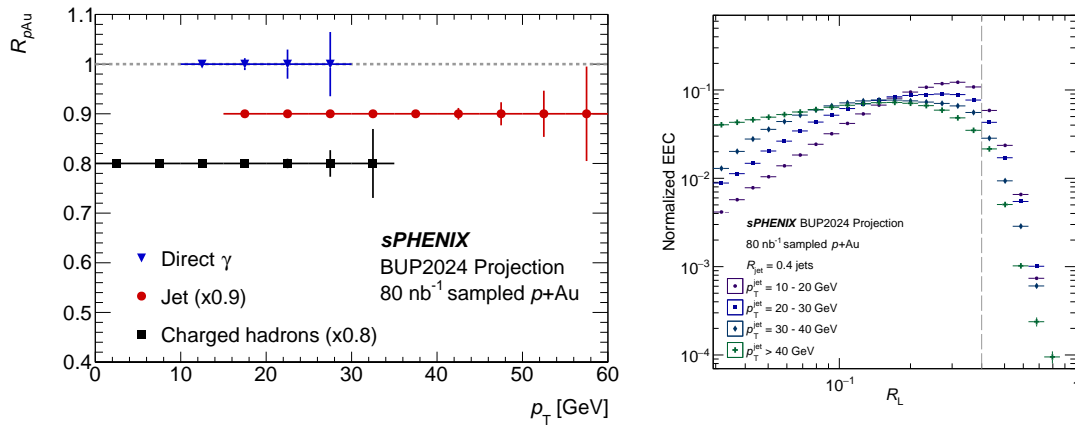 R_pAu
1.1
1
0.9
0.8
0.7
0.6
0.5
0.4
0 10 20 30 40 50 60
p_T [GeV]
sPHENIX
BUP2024 Projection
80 nb⁻¹ sampled p+Au
Direct γ
Jet (x0.9)
Charged hadrons (x0.8)
Normalized EEC
10⁻¹
10⁻²
10⁻³
10⁻⁴
sPHENIX BUP2024 Projection
80 nb⁻¹ sampled p+Au
R_jet = 0.4 jets
p_T^jet = 10 - 20 GeV
p_T^jet = 20 - 30 GeV
p_T^jet = 30 - 40 GeV
p_T^jet > 40 GeV
10⁻¹ 1
R_L